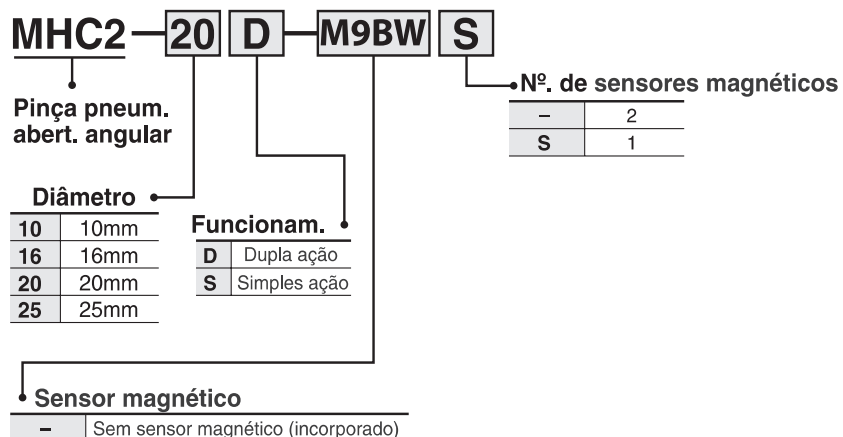 MHC2-20 D-M9BW S
Nº. de sensores magnéticos
– 2
S 1
Pinça pneum.
abert. angular
Diâmetro
10 10mm
16 16mm
20 20mm
25 25mm
Funcionam.
D Dupla ação
S Simples ação
Sensor magnético
– Sem sensor magnético (incorporado)